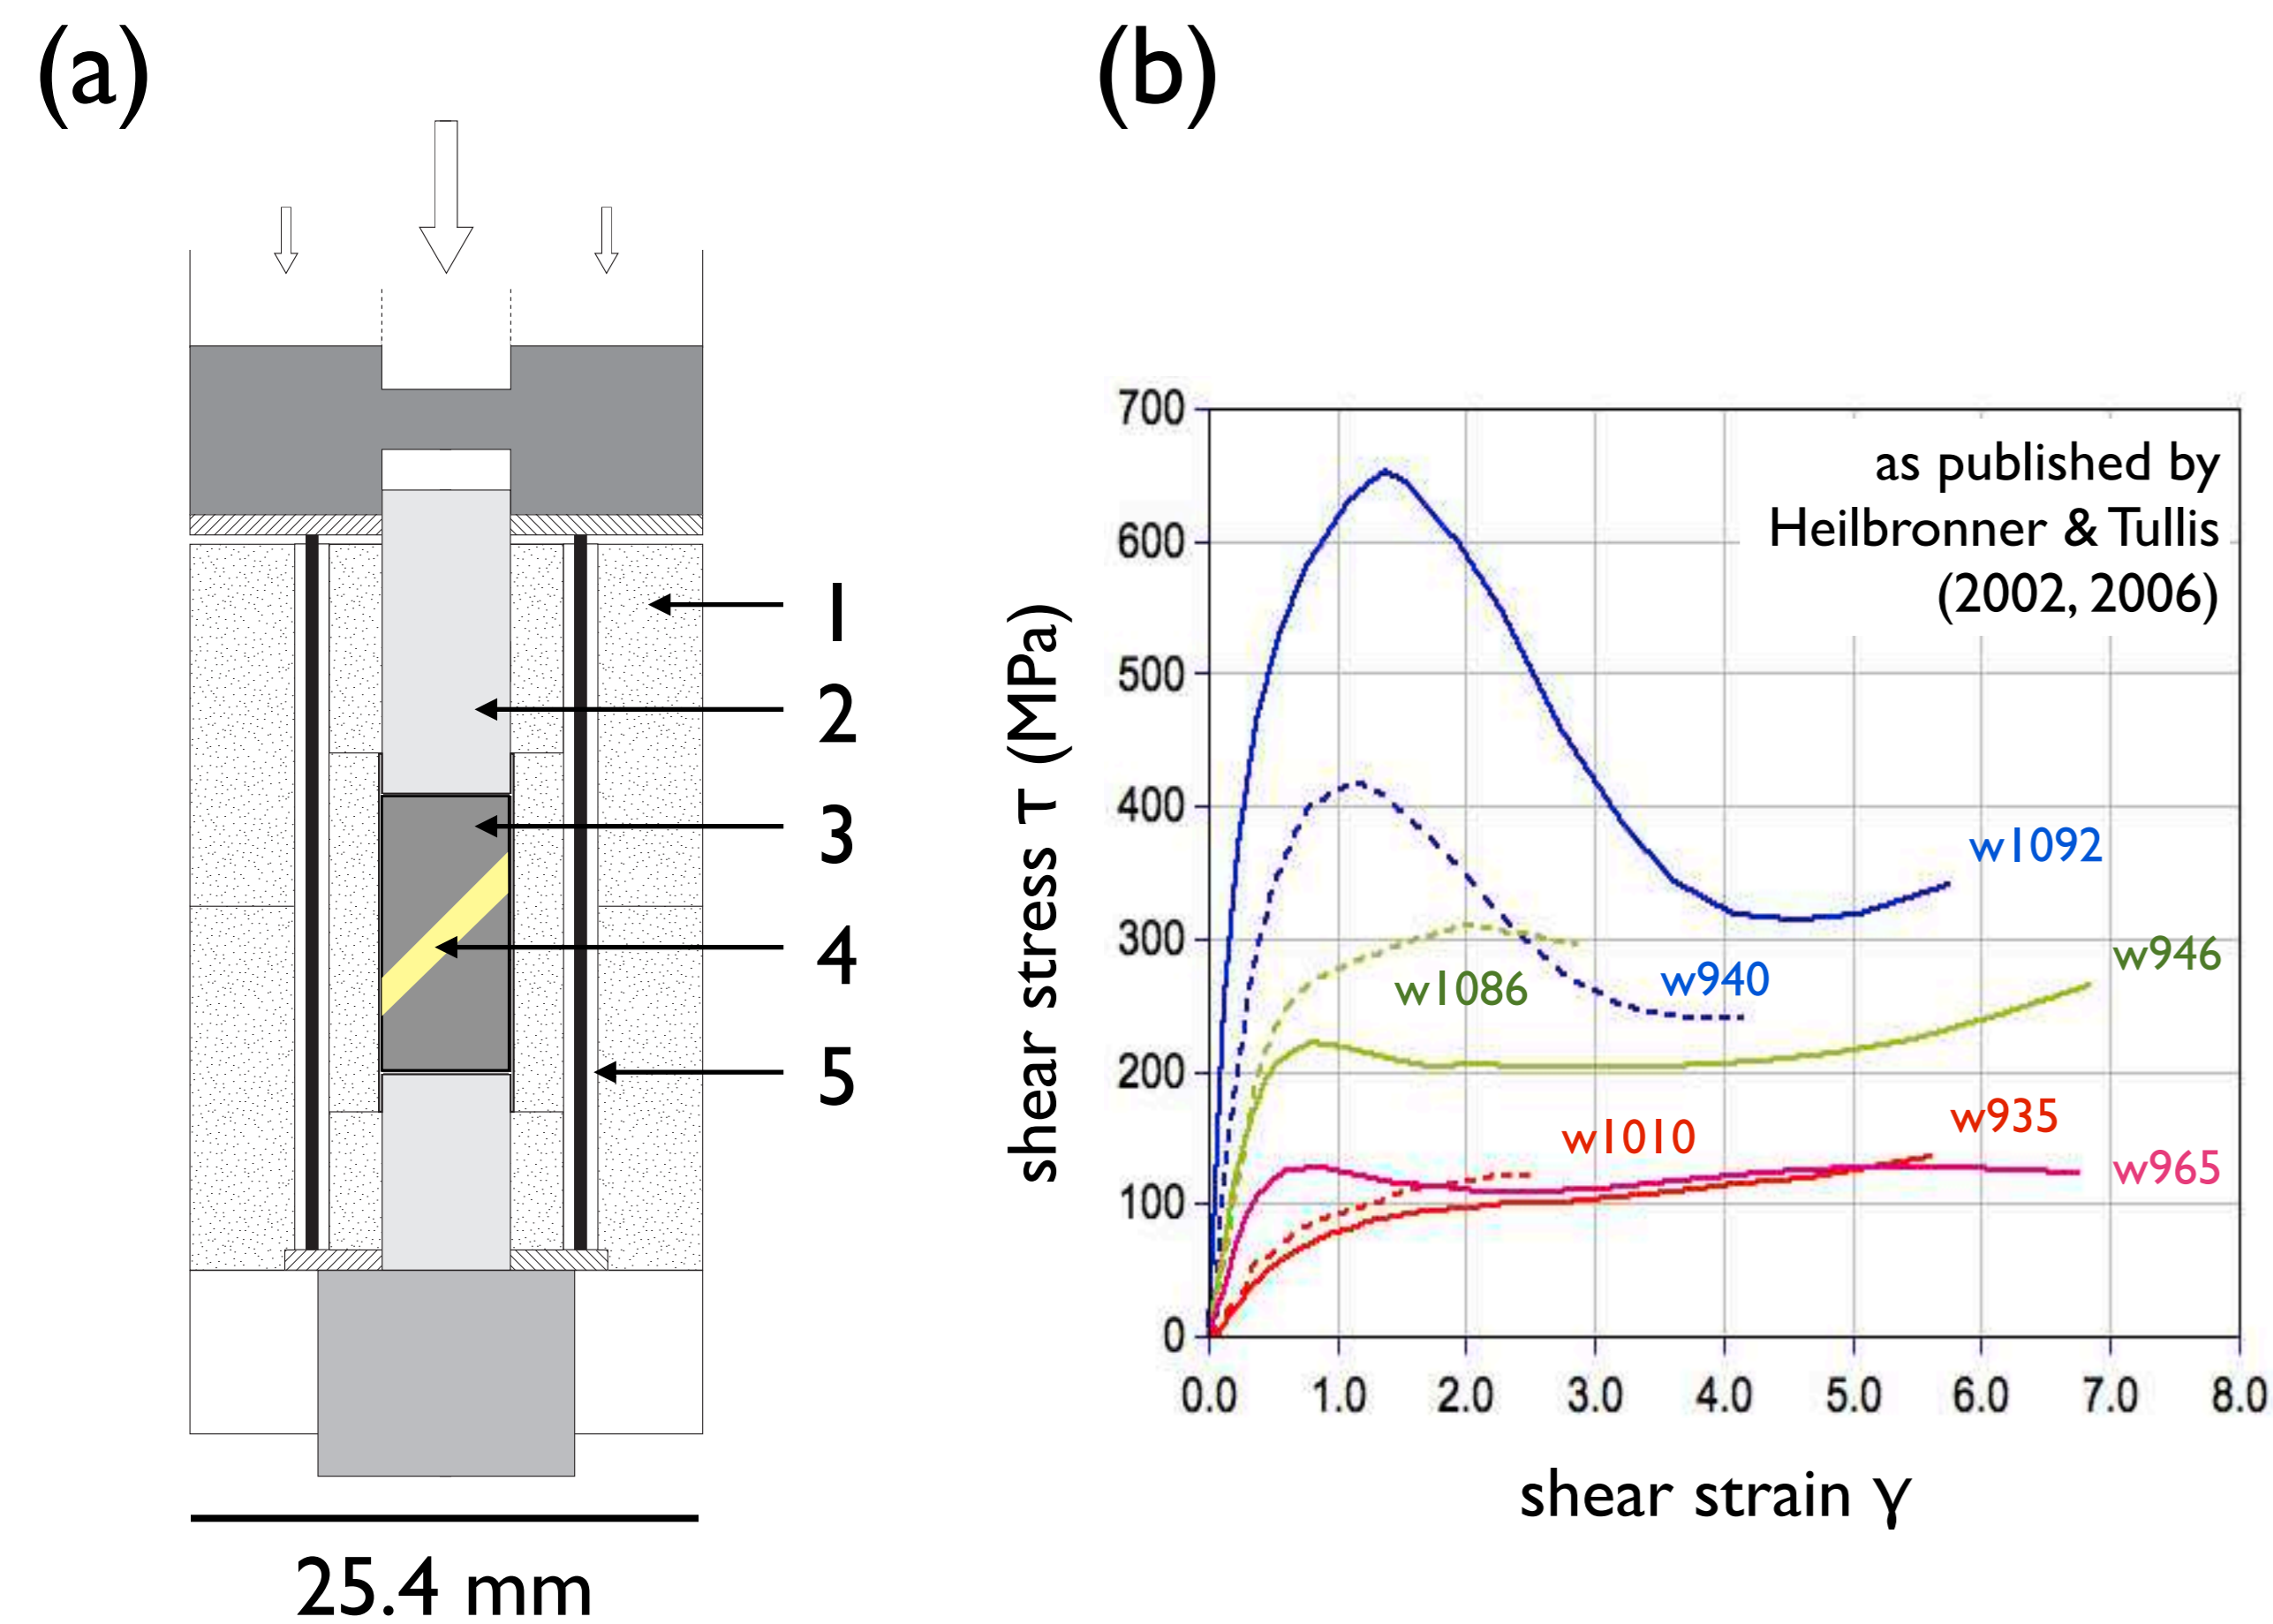 (a)
1
2
3
4
5
25.4 mm
(b)
shear stress τ (MPa)
700
600
500
400
300
200
100
0
as published by
Heilbronner & Tullis
(2002, 2006)
w1092
w946
w940
w1086
w935
w1010
w965
0.0 1.0 2.0 3.0 4.0 5.0 6.0 7.0 8.0
shear strain γ